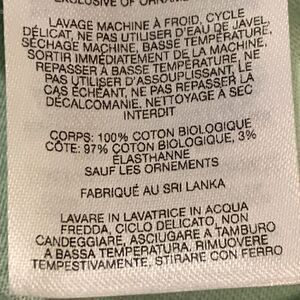 EXCLUSIVE OF ORNAME
LAVAGE MACHINE À FROID, CYCLE
DÉLICAT, NE PAS UTILISER D'EAU DE JAVEL,
SÉCHAGE MACHINE, BASSE TEMPÉRATURE,
SORTIR IMMÉDIATEMENT DE LA MACHINE,
REPASSER À BASSE TEMPÉRATURE, NE
PAS UTILISER D'ASSOUPLISSANT, LE
CAS ÉCHÉANT, NE PAS REPASSER LA
DÉCALCOMANIE, NETTOYAGE À SEC
INTERDIT
CORPS: 100% COTON BIOLOGIQUE
CÔTE: 97% COTON BIOLOGIQUE, 3%
ÉLASTHANNE
SAUF LES ORNEMENTS
FABRIQUÉ AU SRI LANKA
LAVARE IN LAVATRICE IN ACQUA
FREDDA, CICLO DELICATO, NON
CANDEGGIARE, ASCIUGARE A TAMBURO
A BASSA TEMPERATURA, RIMUOVERE
TEMPESTIVAMENTE, STIRARE CON FERRO